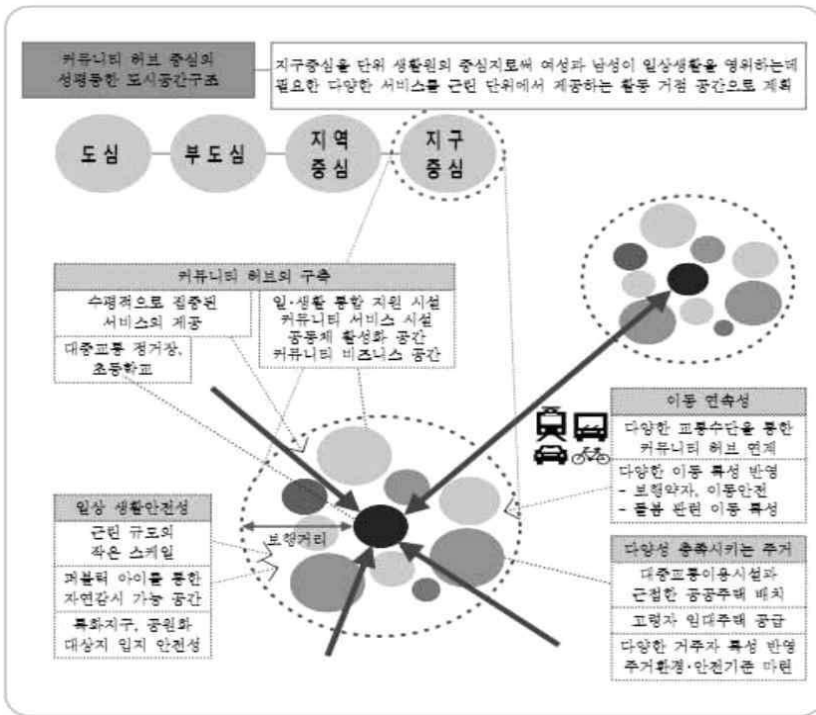 커뮤니티 허브 중심의
성평등한 도시공간구조
지구중심을 단위 생활원의 중심지로써 여성과 남성이 일상생활을 영위하는데
필요한 다양한 서비스를 근린 단위에서 제공하는 활동 거점 공간으로 계획
도심
부도심
지역
중심
지구
중심
커뮤니티 허브의 구축
수평적으로 집중된
서비스의 제공
대중교통 정거장,
초등학교
일·생활 통합 지원 시설
커뮤니티 서비스 시설
공동체 활성화 공간
커뮤니티 비즈니스 공간
이동 연속성
다양한 교통수단을 통한
커뮤니티 허브 연계
다양한 이동 특성 반영
- 보행약자, 이동안전
- 돌봄 관련 이동 특성
일상 생활안전성
근린 규모의
작은 스케일
퍼블릭 아이를 통한
자연감시 가능 공간
특화지구, 공원화
대상지 입지 안전성
보행거리
다양성 충족시키는 주거
대중교통이용시설과
근접한 공공주택 배치
고령자 임대주택 공급
다양한 거주자 특성 반영
주거환경·안전기준 마련